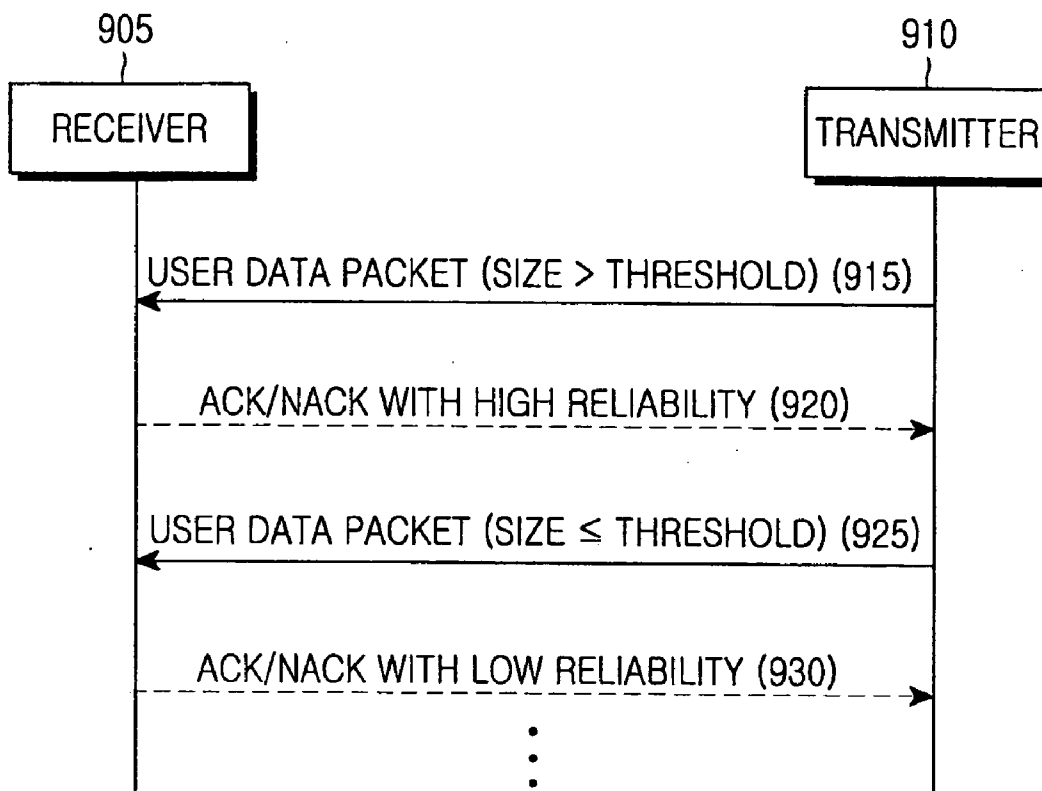 905
910
RECEIVER
TRANSMITTER
USER DATA PACKET (SIZE > THRESHOLD) (915)
ACK/NACK WITH HIGH RELIABILITY (920)
USER DATA PACKET (SIZE ≦ THRESHOLD) (925)
ACK/NACK WITH LOW RELIABILITY (930)